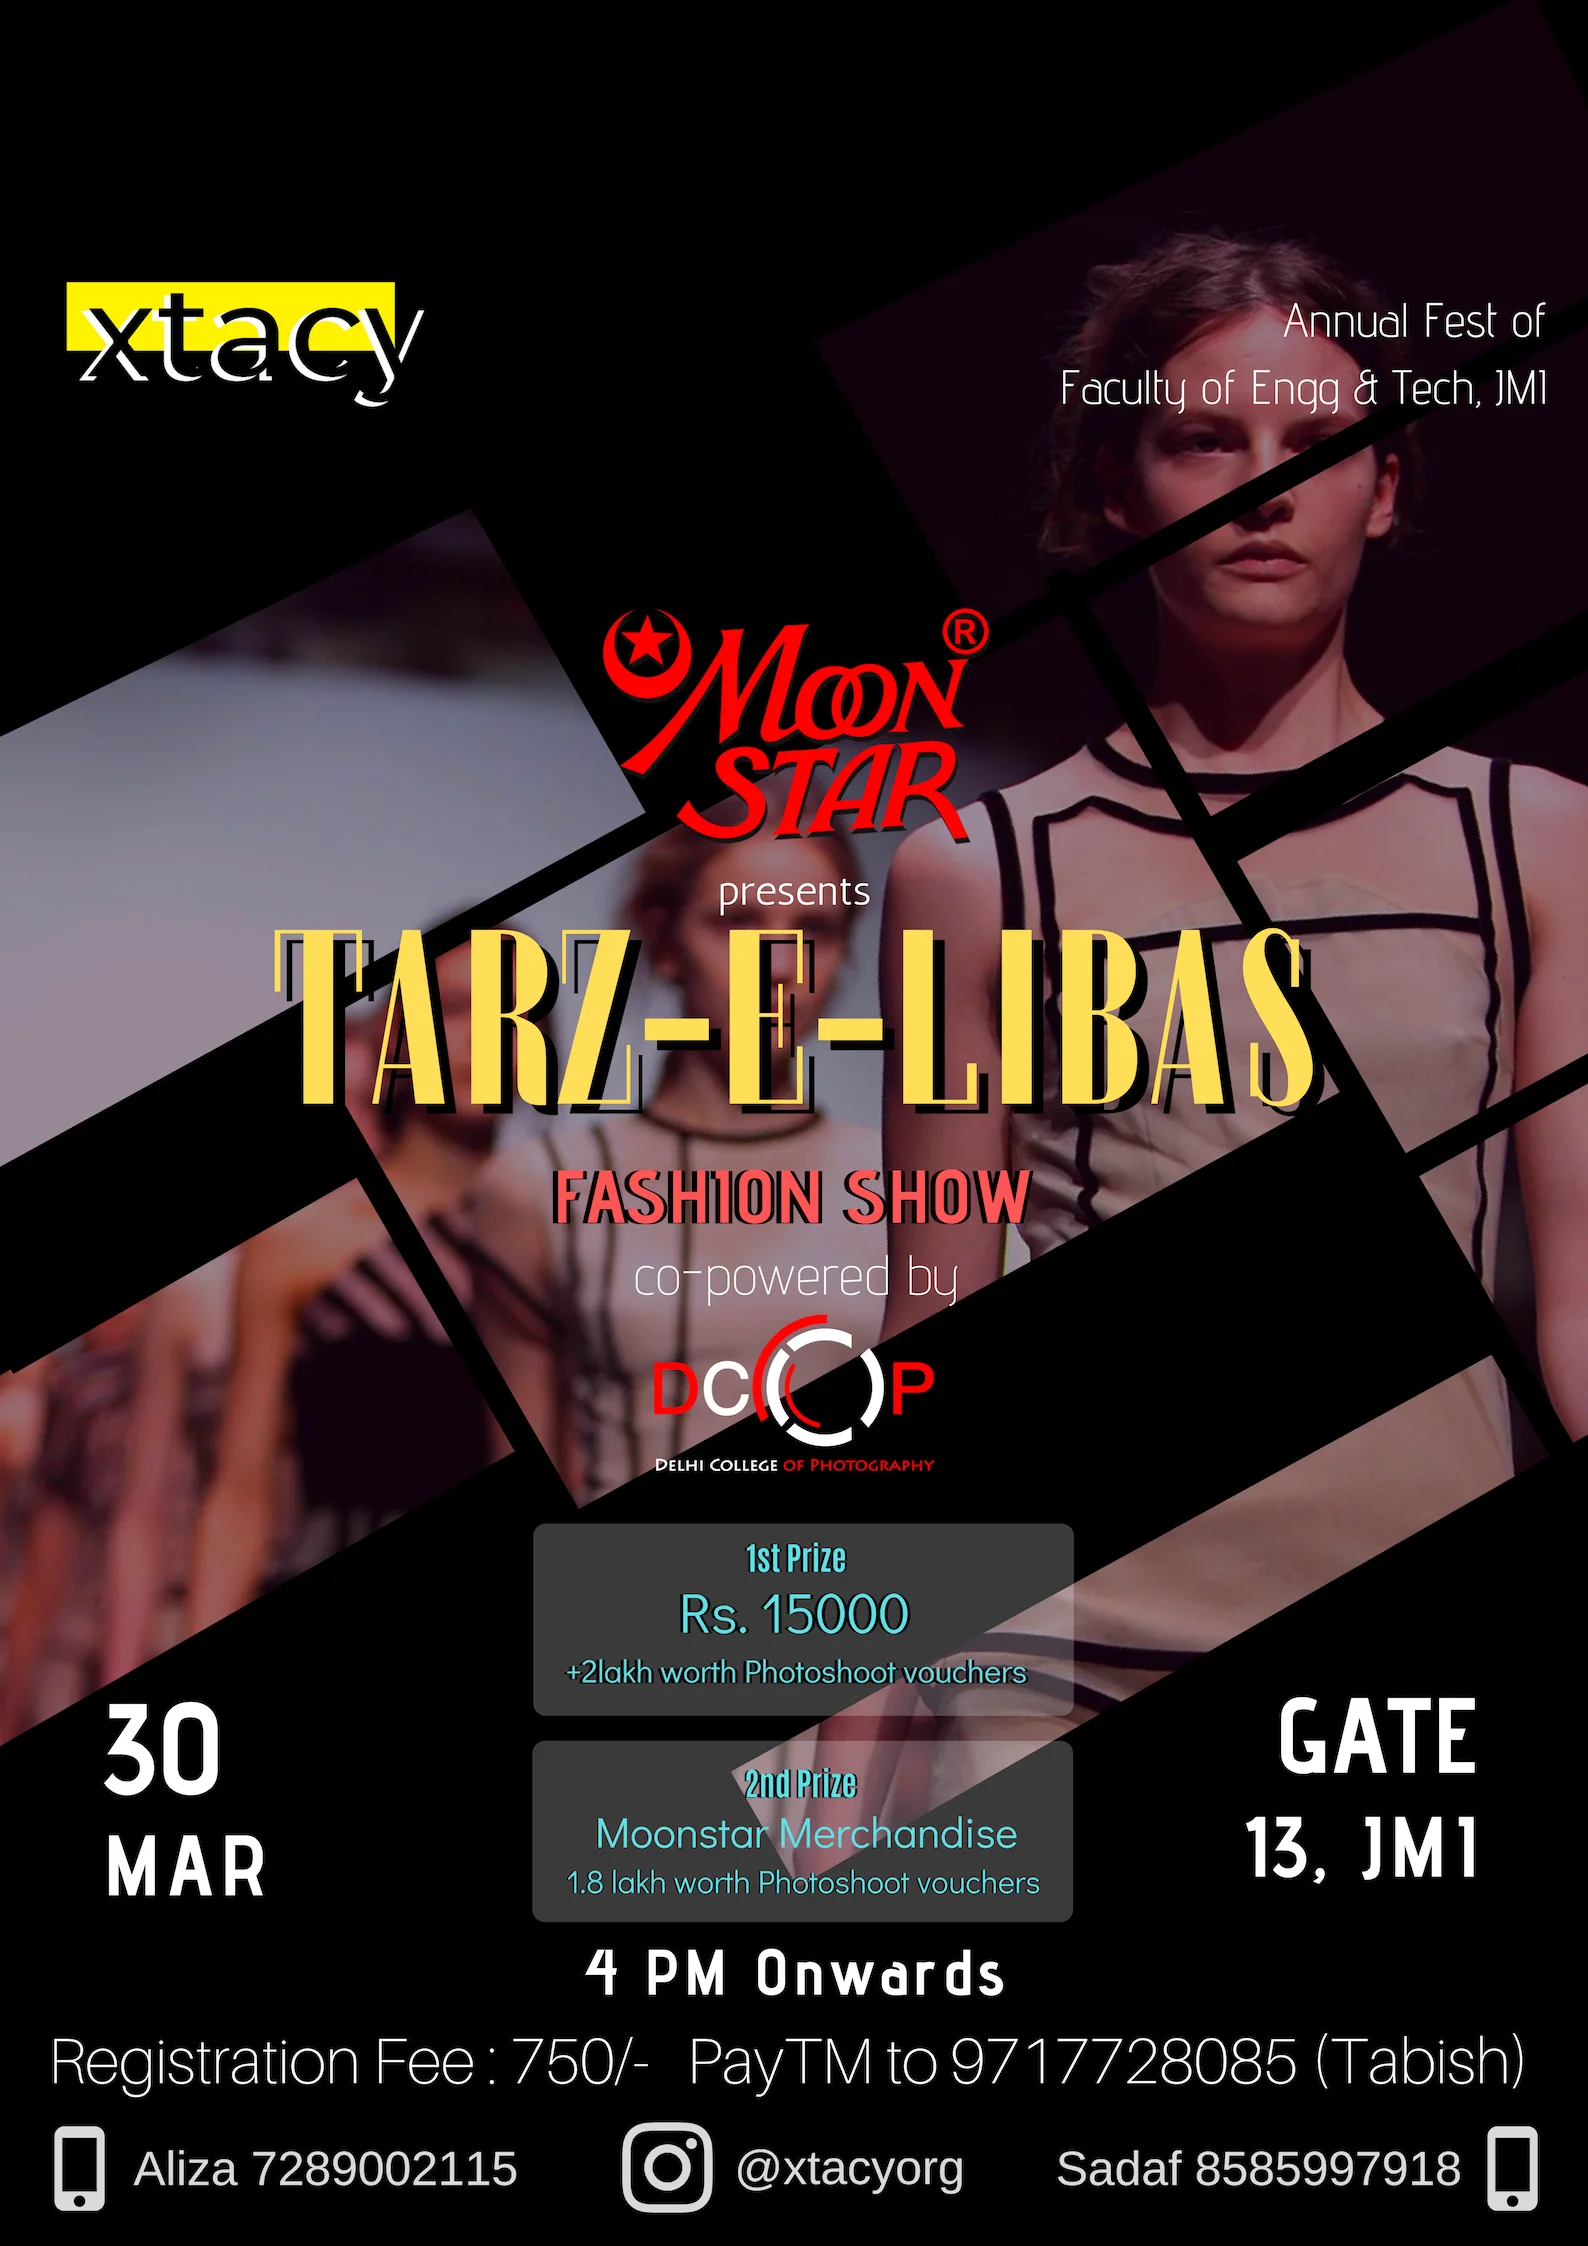 xtacy
Annual Fest of
Faculty of Engg & Tech, JMI
MOON ®
STAR
presents
TARZ-E-LIBAS
FASHION SHOW
co-powered by
DCOP
DELHI COLLEGE OF PHOTOGRAPHY
1st Prize
Rs. 15000
+2lakh worth Photoshoot vouchers
2nd Prize
Moonstar Merchandise
1.8 lakh worth Photoshoot vouchers
30
MAR
GATE
13, JMI
4 PM Onwards
Registration Fee : 750/- PayTM to 9717728085 (Tabish)
Aliza 7289002115
@xtacyorg
Sadaf 8585997918